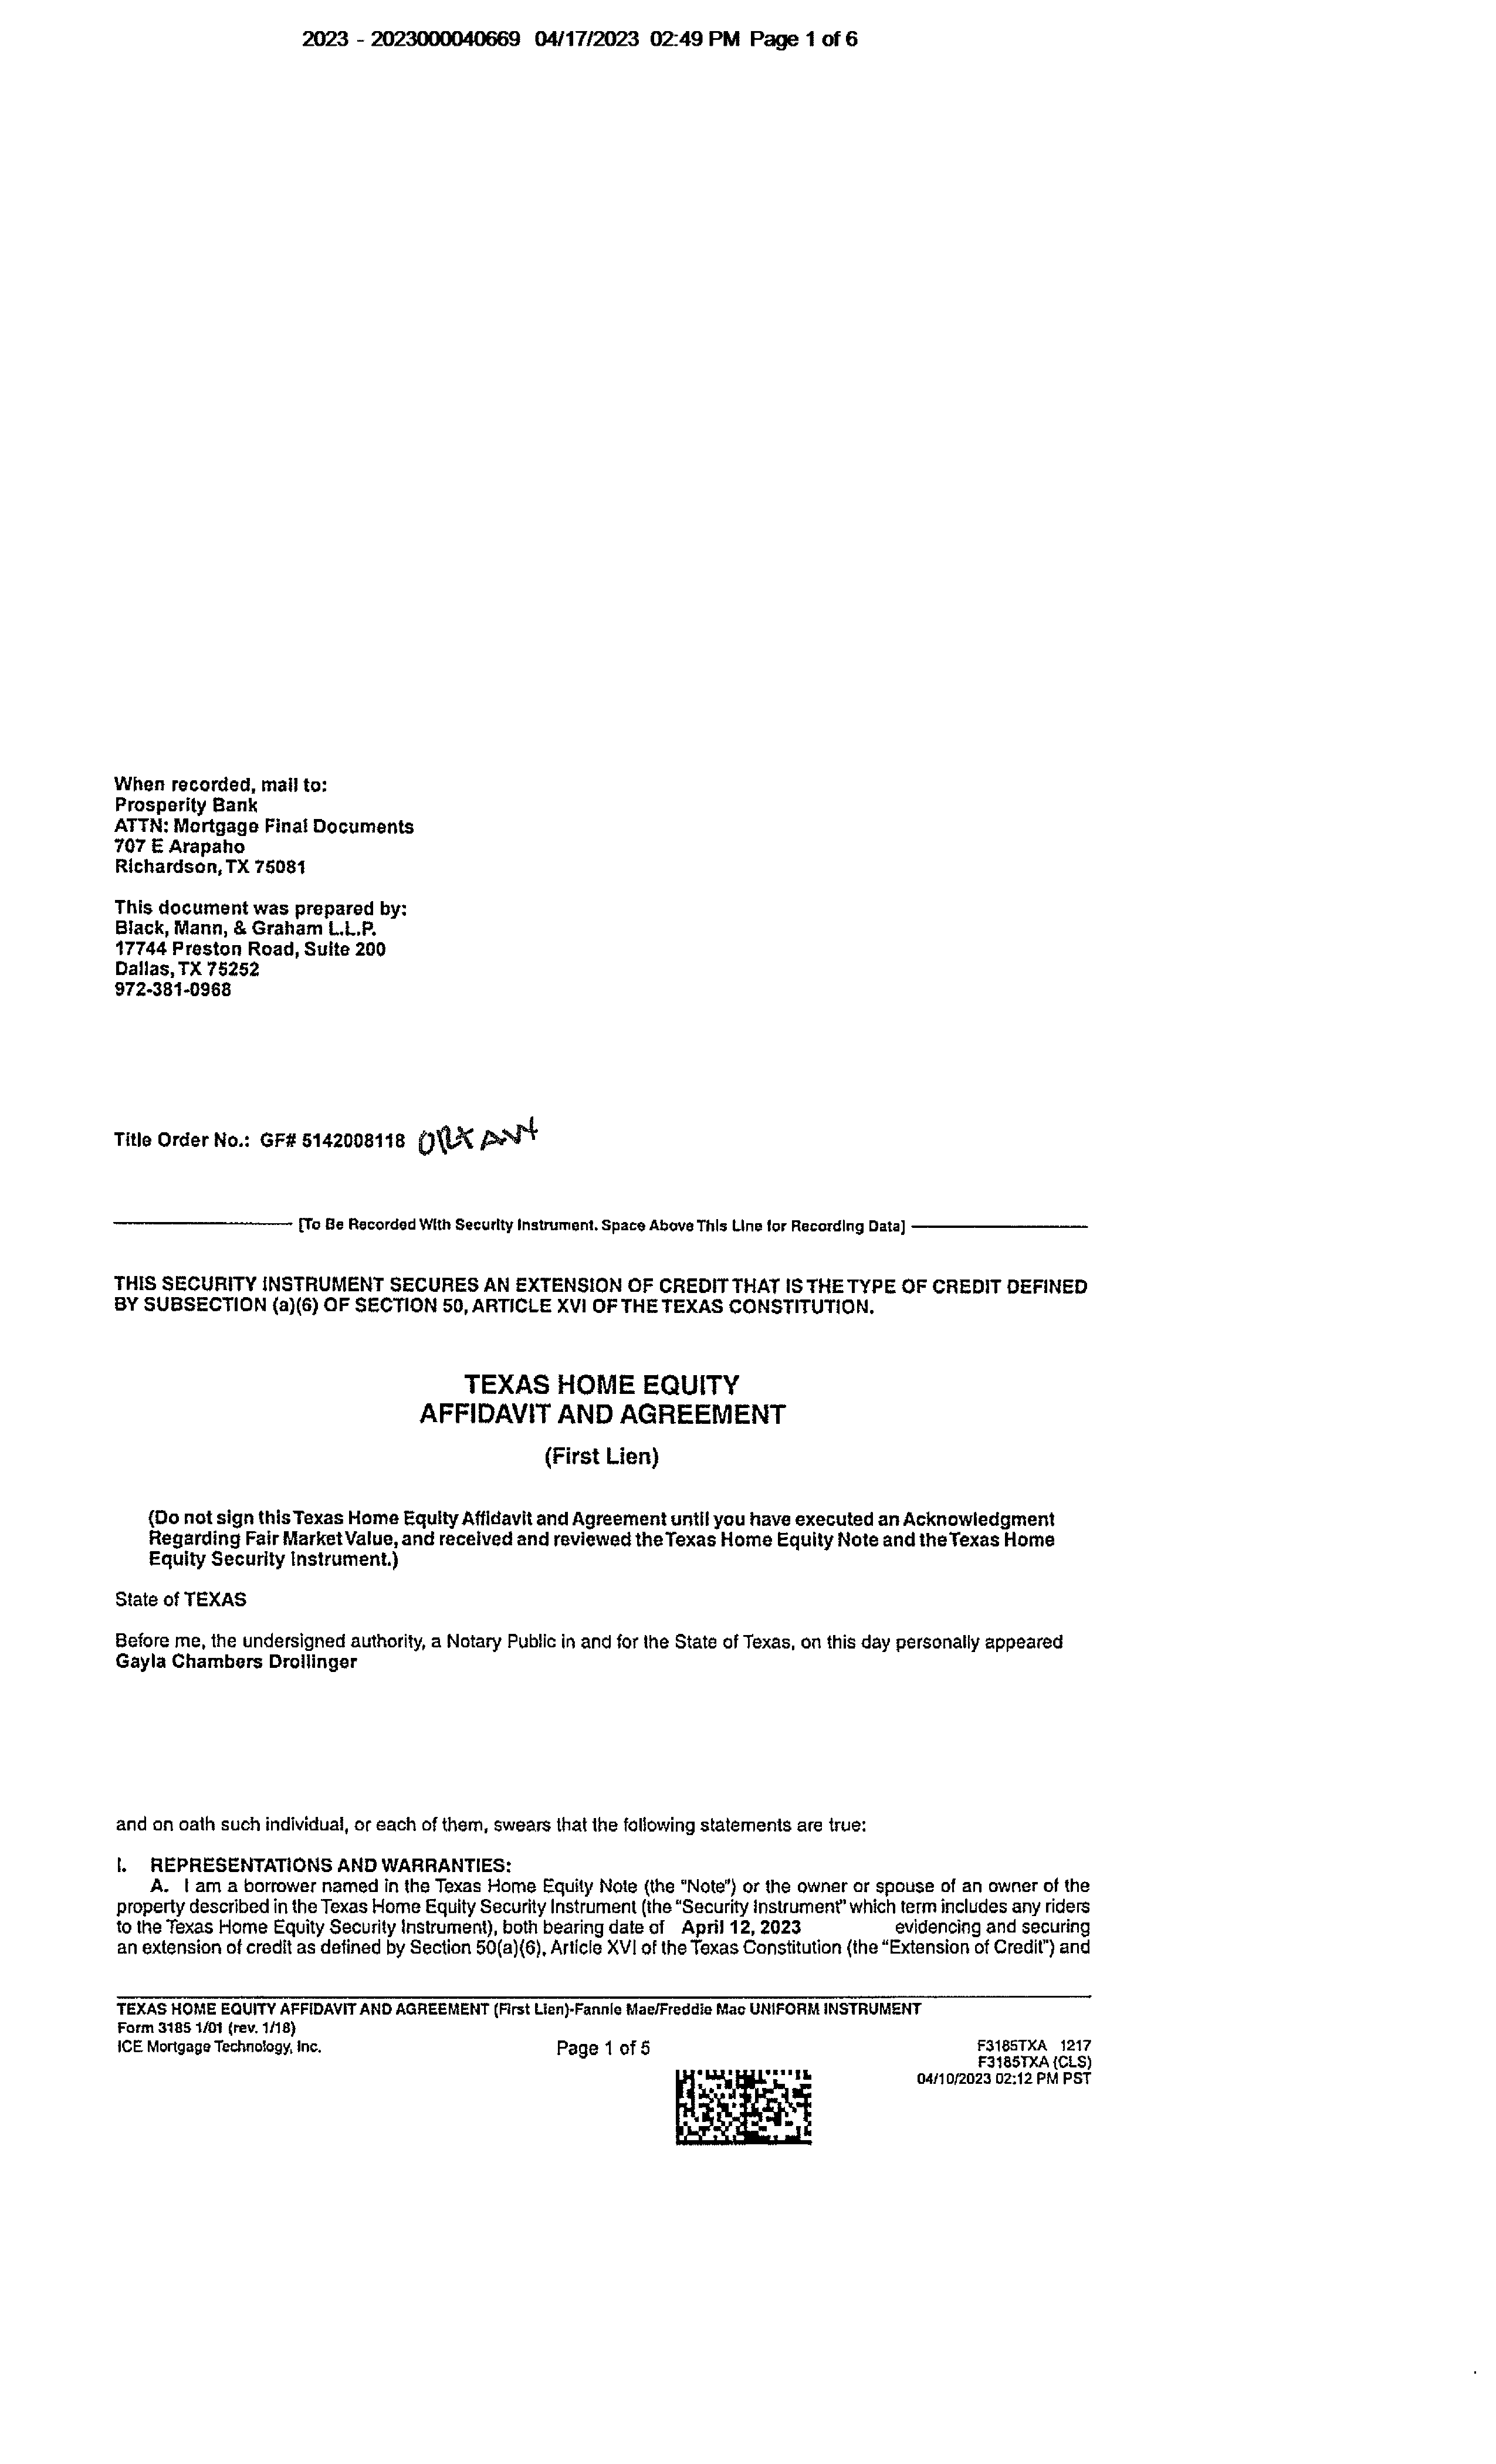 2023 - 2023000040669 04/17/2023 02:49 PM Page 1 of 6
When recorded, mail to:
Prosperity Bank
ATTN: Mortgage Final Documents
707 E Arapaho
Richardson, TX 75081
This document was prepared by:
Black, Mann, & Graham L.L.P.
17744 Preston Road, Suite 200
Dallas, TX 75252
972-381-0968
Title Order No.: GF# 5142008118
[To Be Recorded With Security Instrument. Space Above This Line for Recording Data]
THIS SECURITY INSTRUMENT SECURES AN EXTENSION OF CREDIT THAT IS THE TYPE OF CREDIT DEFINED
BY SUBSECTION (a)(6) OF SECTION 50, ARTICLE XVI OF THE TEXAS CONSTITUTION.
TEXAS HOME EQUITY
AFFIDAVIT AND AGREEMENT
(First Lien)
(Do not sign this Texas Home Equity Affidavit and Agreement until you have executed an Acknowledgment
Regarding Fair Market Value, and received and reviewed the Texas Home Equity Note and the Texas Home
Equity Security Instrument.)
State of TEXAS
Before me, the undersigned authority, a Notary Public in and for the State of Texas, on this day personally appeared
Gayla Chambers Drollinger
and on oath such individual, or each of them, swears that the following statements are true:
I. REPRESENTATIONS AND WARRANTIES:
A. I am a borrower named in the Texas Home Equity Note (the "Note") or the owner or spouse of an owner of the
property described in the Texas Home Equity Security Instrument (the "Security Instrument" which term includes any riders
to the Texas Home Equity Security Instrument), both bearing date of April 12, 2023 evidencing and securing
an extension of credit as defined by Section 50(a)(6), Article XVI of the Texas Constitution (the "Extension of Credit") and
TEXAS HOME EQUITY AFFIDAVIT AND AGREEMENT (First Lien)-Fannie Mae/Freddie Mac UNIFORM INSTRUMENT
Form 3185 1/01 (rev. 1/18)
ICE Mortgage Technology, Inc. Page 1 of 5 F3185TXA 1217
F3185TXA (CLS)
04/10/2023 02:12 PM PST